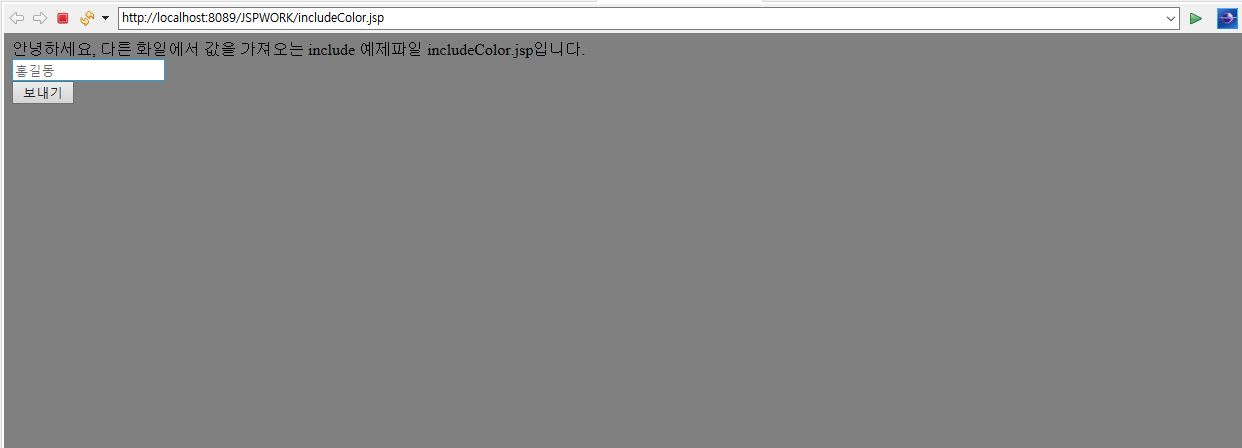 http://localhost:8089/JSPWORK/includeColor.jsp
안녕하세요, 다른 화일에서 값을 가져오는 include 예제파일 includeColor.jsp입니다.
홍길동
보내기